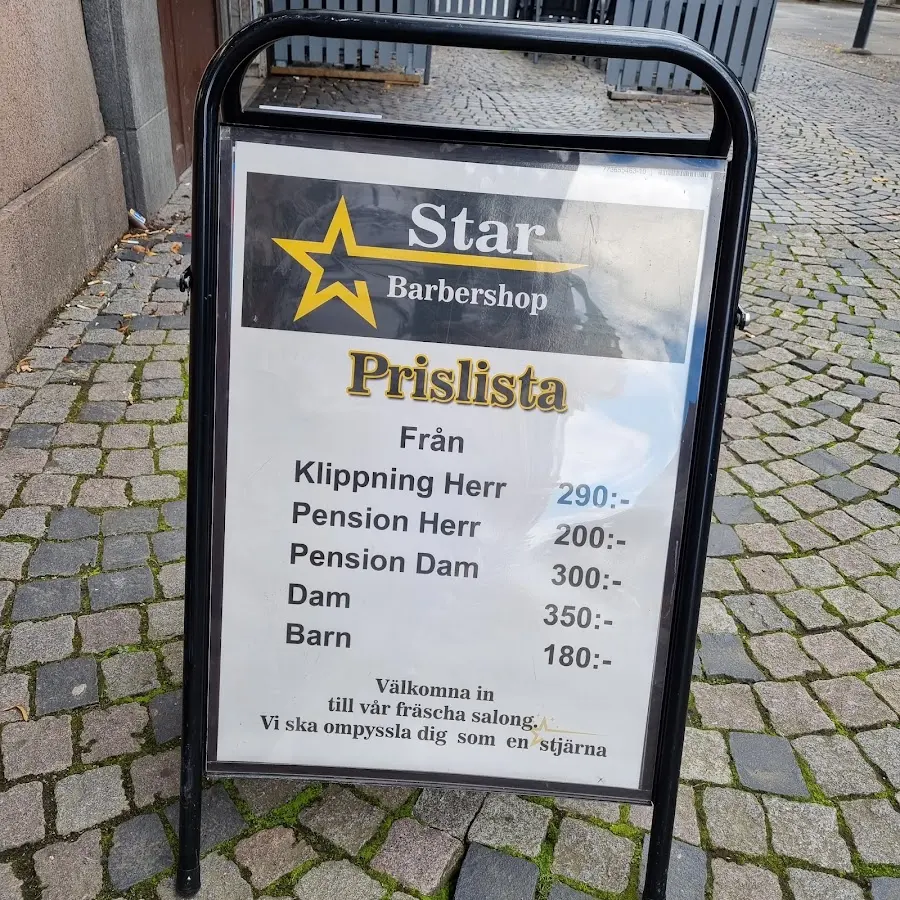 Star
Barbershop
Prislista
Från
Klippning Herr 290:-
Pension Herr 200:-
Pension Dam 300:-
Dam 350:-
Barn 180:-
Välkomna in
till vår fräscha salong.
Vi ska ompyssla dig som en stjärna